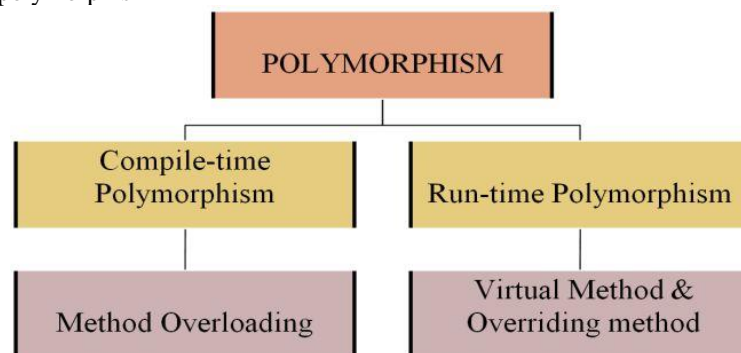 POLYMORPHISM
Compile-time
Polymorphism
Run-time Polymorphism
Method Overloading
Virtual Method &
Overriding method